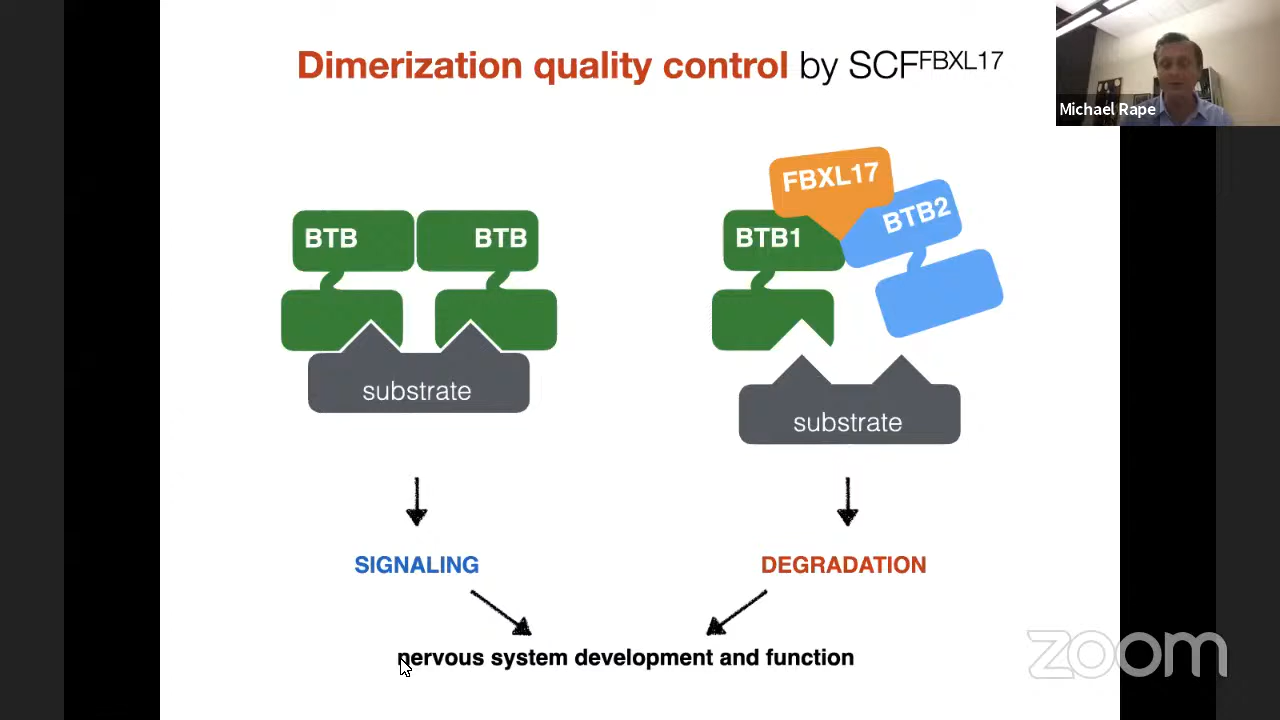 Dimerization quality control by SCFFBXL17
Michael Rape
BTB BTB
substrate
FBXL17
BTB1 BTB2
substrate
SIGNALING
DEGRADATION
nervous system development and function
zoom